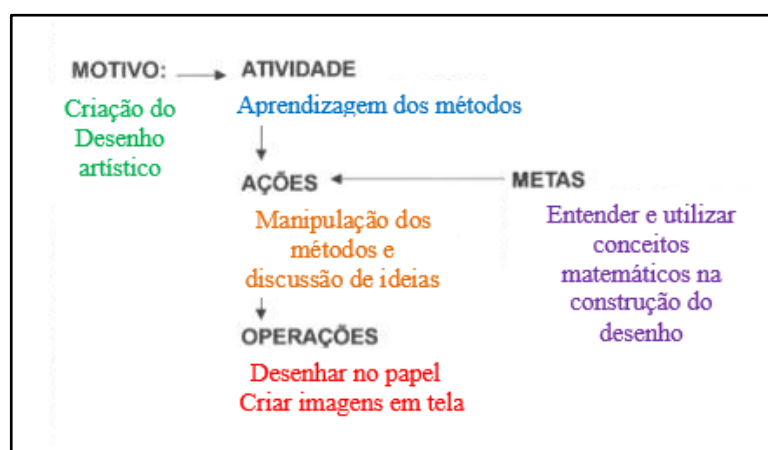 MOTIVO:
Criação do
Desenho
artístico
ATIVIDADE
Aprendizagem dos métodos
AÇÕES
Manipulação dos
métodos e
discussão de ideias
METAS
Entender e utilizar
conceitos
matemáticos na
construção do
desenho
OPERAÇÕES
Desenhar no papel
Criar imagens em tela